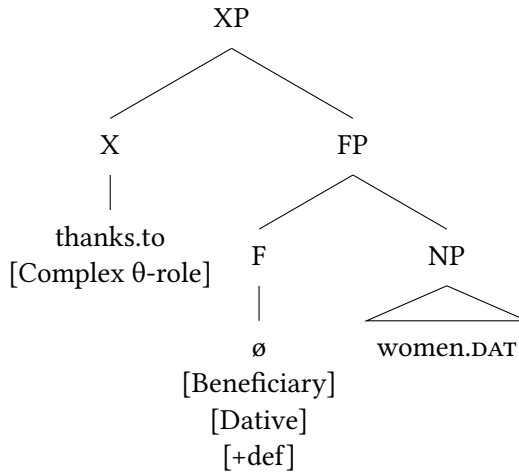 XP
X FP
thanks.to
[Complex θ-role]
F NP
ø
[Beneficiary]
[Dative]
[+def]
women.DAT